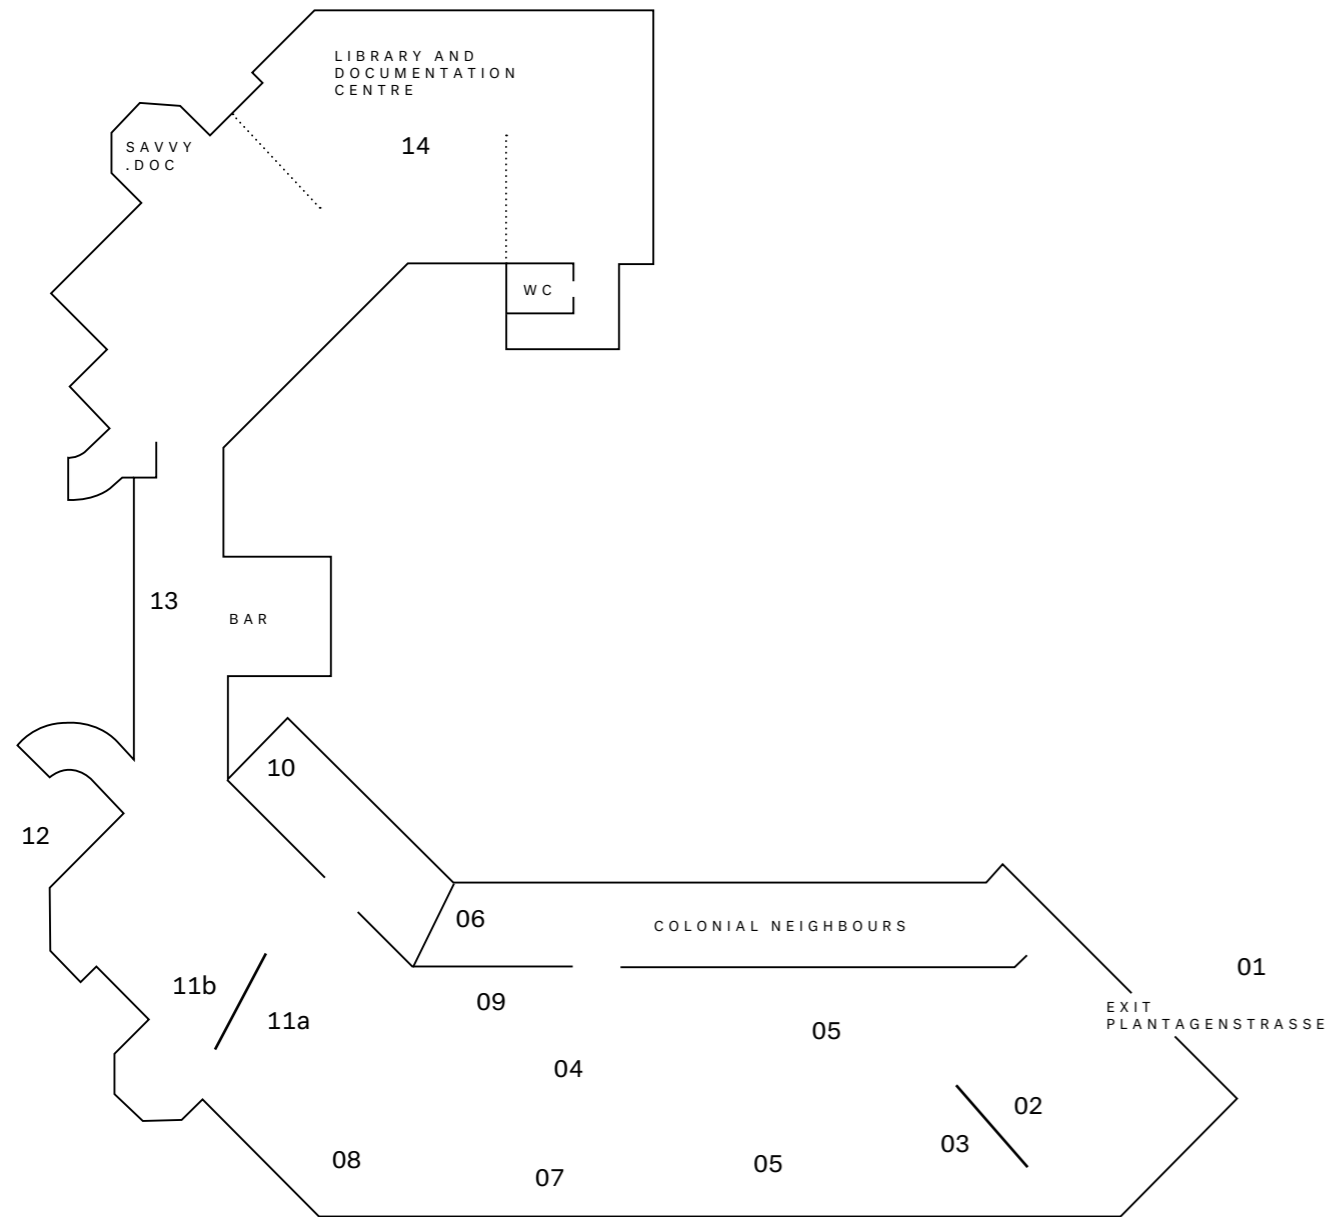 LIBRARY AND
DOCUMENTATION
CENTRE
14
SAVVY
.DOC
WC
13
BAR
10
12
06
COLONIAL NEIGHBOURS
01
11b
11a
09
EXIT
PLANTAGENSTRASSE
05
04
02
03
08
07
05